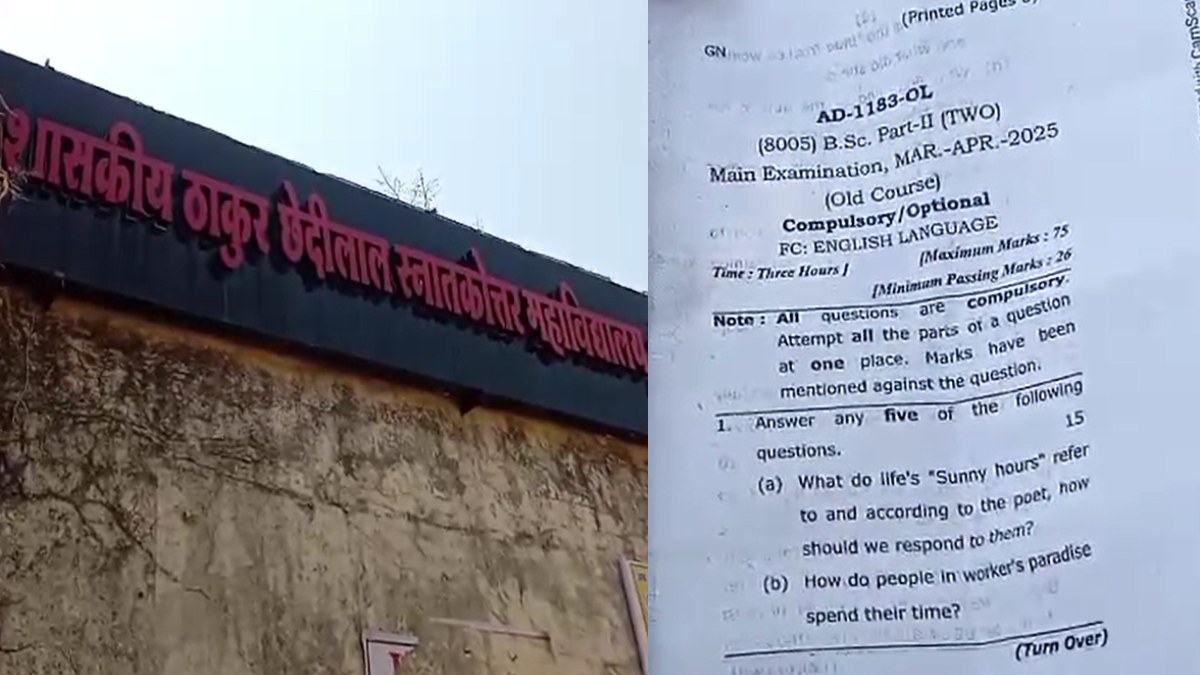 शासकीय ठाकुर छेदीलाल स्नातकोत्तर महाविद्यालय
(Printed Pages
GN
AD-1183-OL
(8005) B.Sc. Part-II (TWO)
Main Examination, MAR.-APR.-2025
(Old Course)
Compulsory/Optional
FC: ENGLISH LANGUAGE
Time : Three Hours ] [Maximum Marks : 75
[Minimum Passing Marks : 26
Note : All questions are compulsory.
Attempt all the parts of a question
at one place. Marks have been
mentioned against the question.
1. Answer any five of the following
questions. 15
(a) What do life's "Sunny hours" refer
to and according to the poet, how
should we respond to them?
(b) How do people in worker's paradise
spend their time?
(Turn Over)
with CamSca